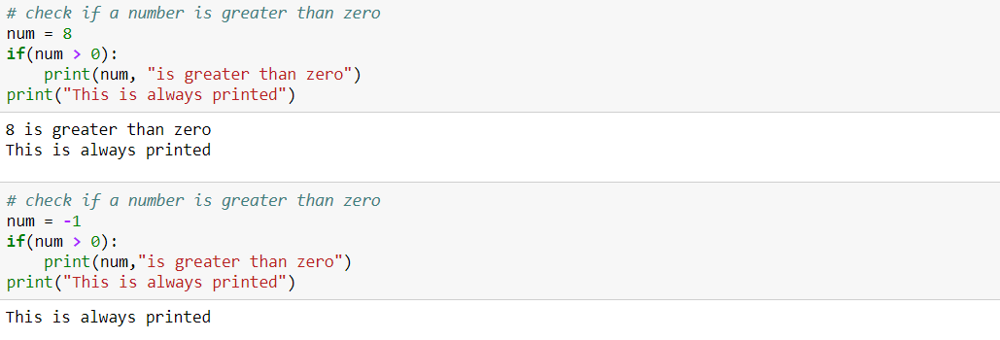 # check if a number is greater than zero
num = 8
if(num > 0):
    print(num, "is greater than zero")
print("This is always printed")
8 is greater than zero
This is always printed
# check if a number is greater than zero
num = -1
if(num > 0):
    print(num,"is greater than zero")
print("This is always printed")
This is always printed